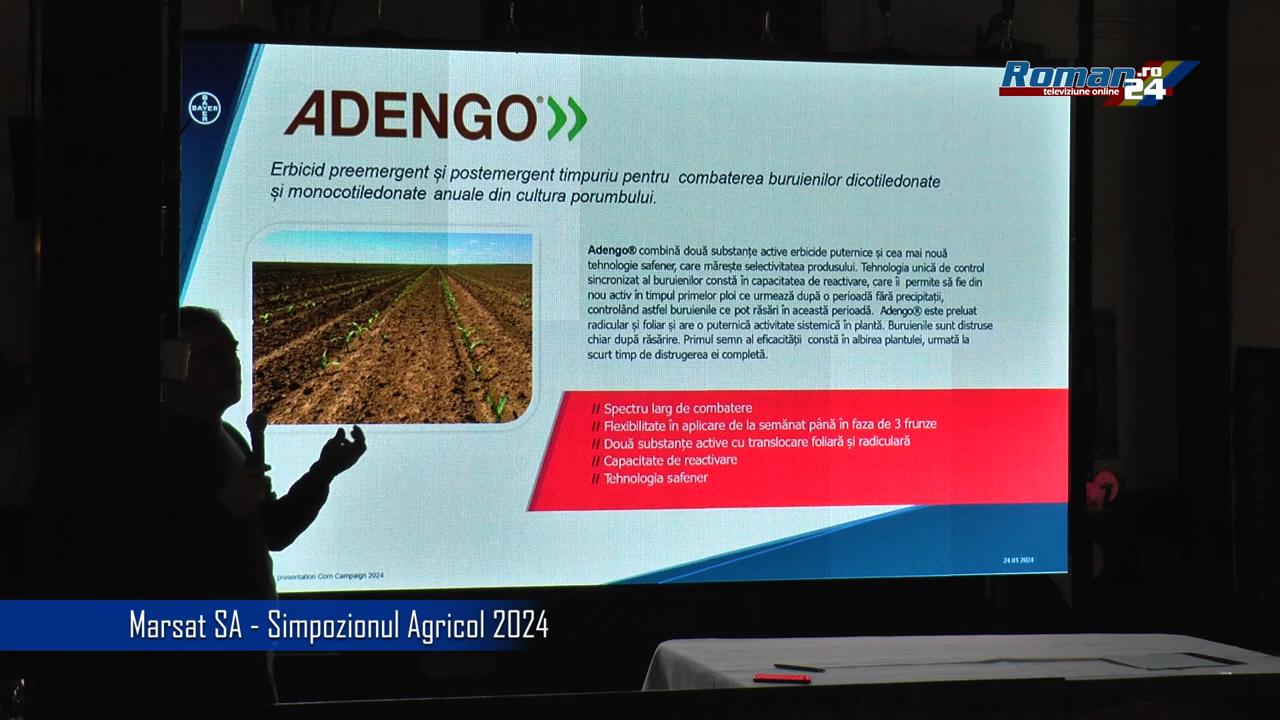 BAYER
BAYER
ADENGO®
Roman.ro
televiziune online 24
Erbicid preemergent și postemergent timpuriu pentru combaterea buruienilor dicotiledonate
și monocotiledonate anuale din cultura porumbului.
Adengo® combină două substanțe active erbicide puternice și cea mai nouă
tehnologie safener, care mărește selectivitatea produsului. Tehnologia unică de control
sincronizat al buruienilor constă în capacitatea de reactivare, care îi permite să fie din
nou activ în timpul primelor ploi ce urmează după o perioadă fără precipitații,
controlând astfel buruienile ce pot răsări în această perioadă. Adengo® este preluat
radicular și foliar și are o puternică activitate sistemică în plantă. Buruienile sunt distruse
chiar după răsărire. Primul semn al eficacității constă în albirea plantulei, urmată la
scurt timp de distrugerea ei completă.
// Spectru larg de combatere
// Flexibilitate în aplicare de la semănat până în faza de 3 frunze
// Două substanțe active cu translocare foliară și radiculară
// Capacitate de reactivare
// Tehnologia safener
24.01.2024
presentation Corn Campaign 2024
Marsat SA - Simpozionul Agricol 2024